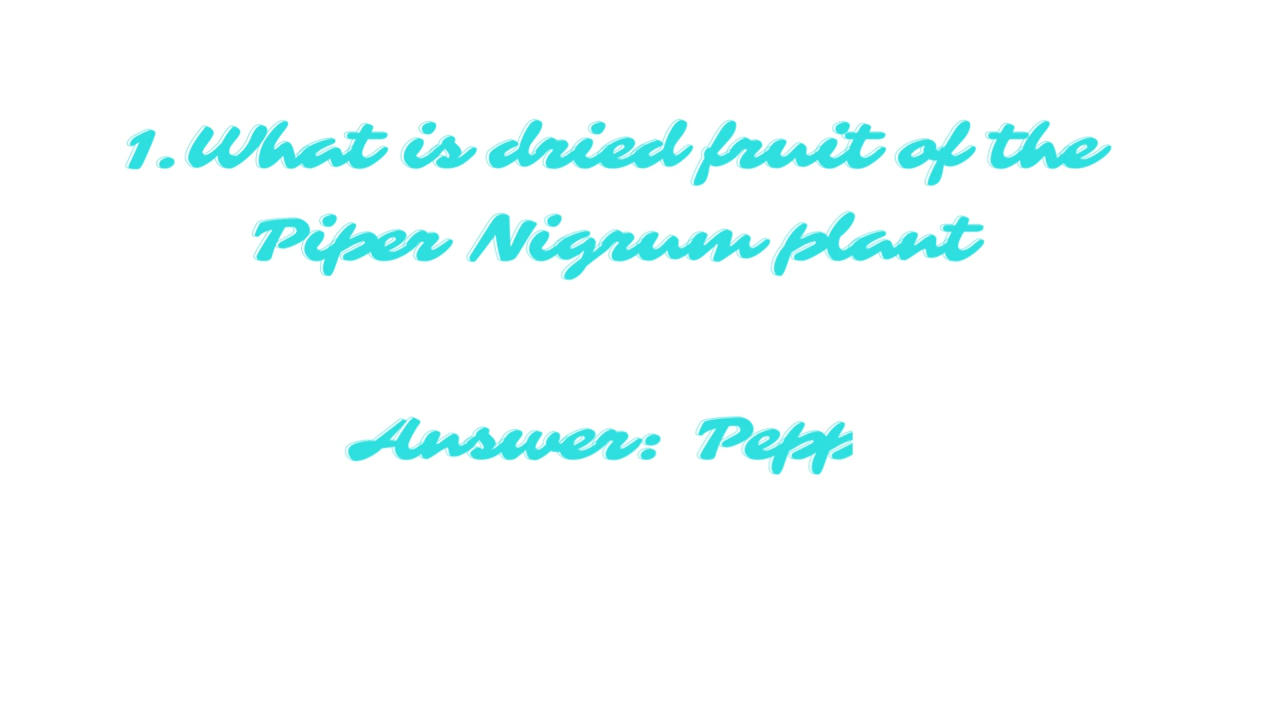 1. What is dried fruit of the
Piper Nigrum plant
Answer: Pepp